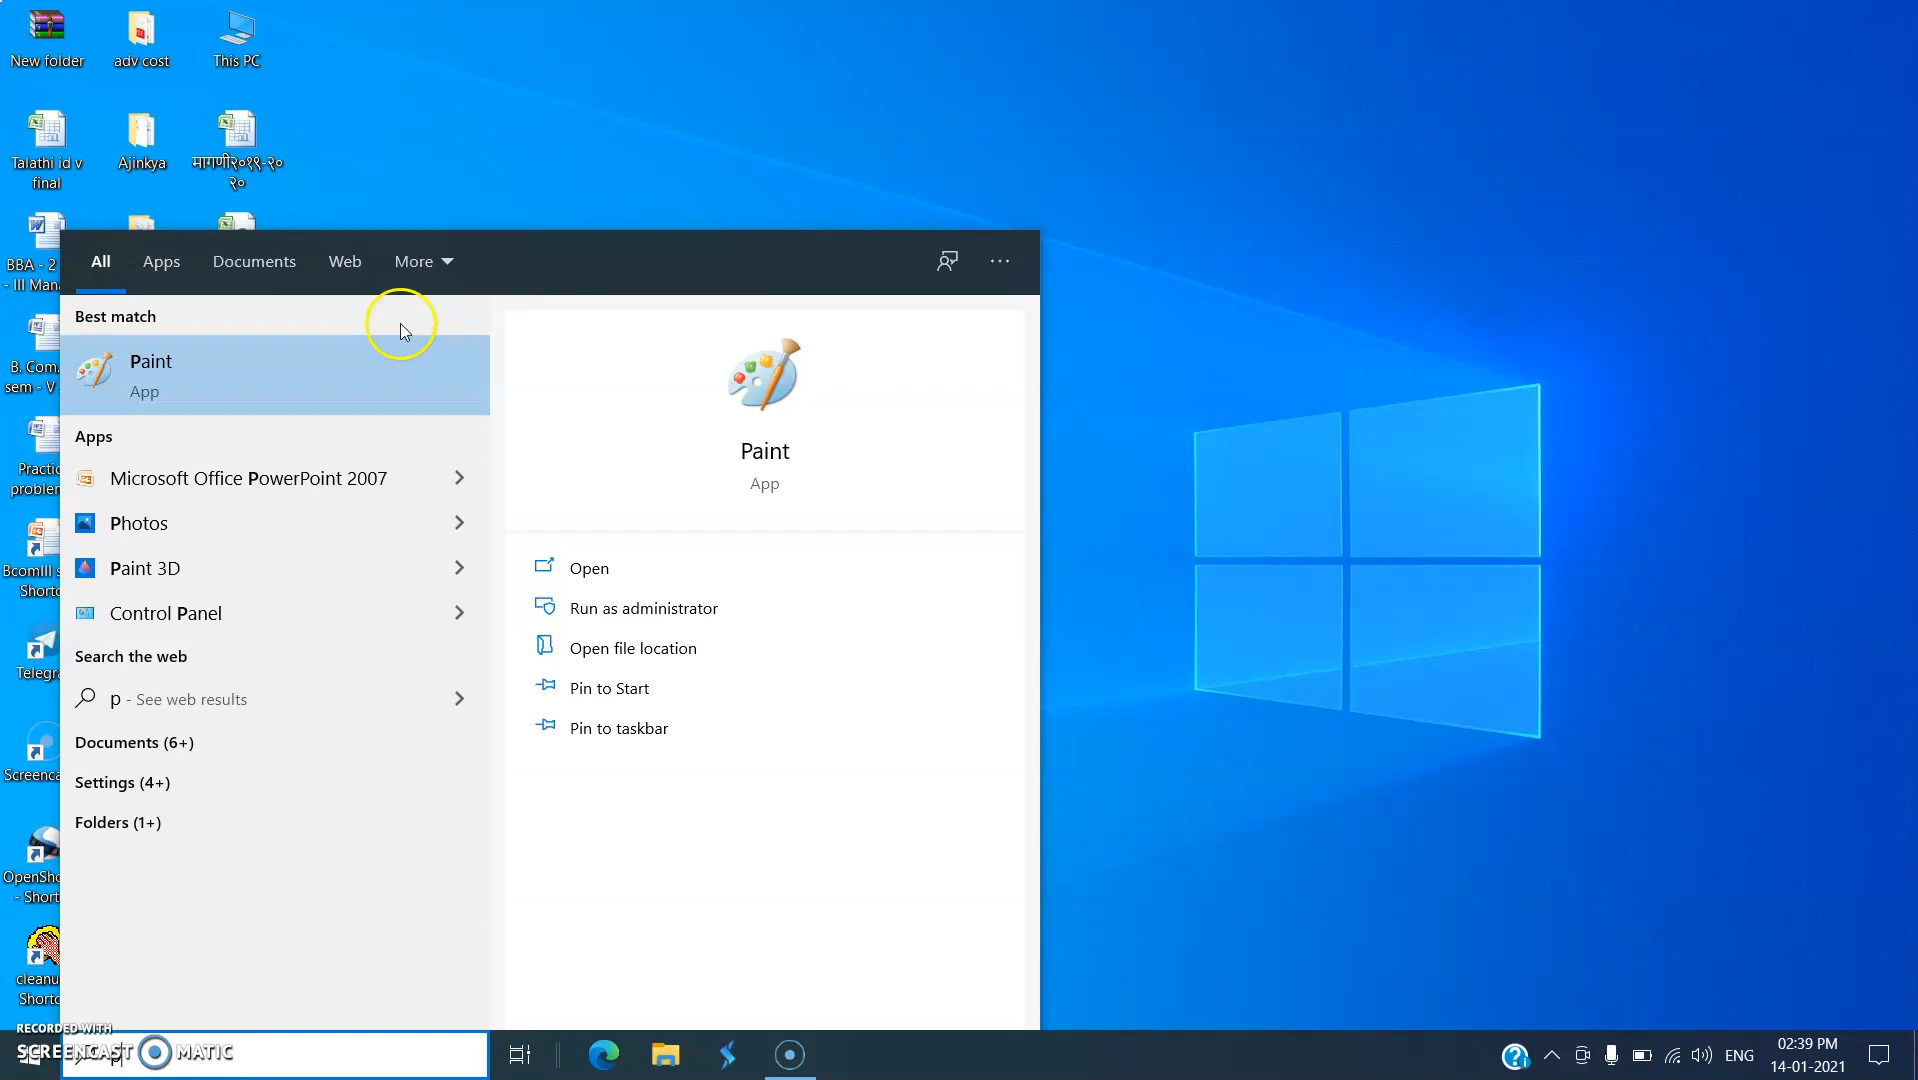 New folder
adv cost
This PC
Talathi id v
final
Ajinkya
मागणी२०१९-२०
२०
BBA - 2
- III Mana
B. Com.
sem - V
Practic
problem
BcomIII s
Shortc
Telegra
Screenca
OpenSho
- Short
cleanu
Shortc
All
Apps
Documents
Web
More
Best match
Paint
App
Apps
Microsoft Office PowerPoint 2007
Photos
Paint 3D
Control Panel
Search the web
p - See web results
Documents (6+)
Settings (4+)
Folders (1+)
Paint
App
Open
Run as administrator
Open file location
Pin to Start
Pin to taskbar
RECORDED WITH
SCREENCAST MATIC
p
ENG
02:39 PM
14-01-2021